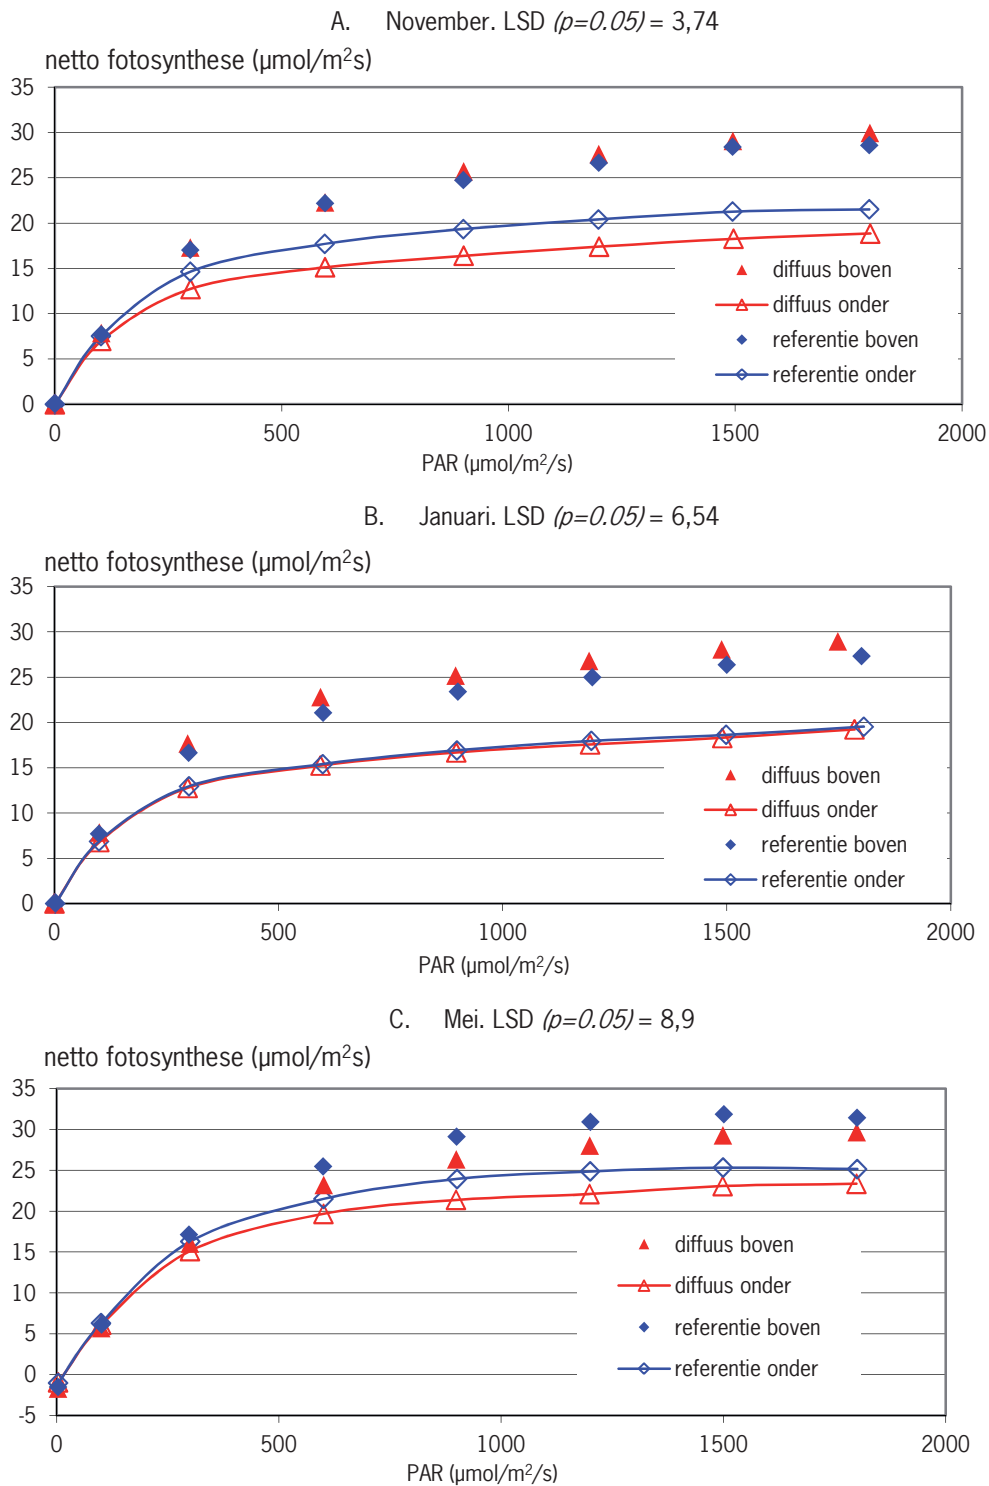 A. November. LSD (p=0.05) = 3,74
netto fotosynthese (µmol/m²s)
35
30
25
20
15
10
5
0
diffuus boven
diffuus onder
referentie boven
referentie onder
0 500 1000 1500 2000
PAR (µmol/m²/s)
B. Januari. LSD (p=0.05) = 6,54
netto fotosynthese (µmol/m²s)
35
30
25
20
15
10
5
0
diffuus boven
diffuus onder
referentie boven
referentie onder
0 500 1000 1500 2000
PAR (µmol/m²/s)
C. Mei. LSD (p=0.05) = 8,9
netto fotosynthese (µmol/m²s)
35
30
25
20
15
10
5
0
-5
diffuus boven
diffuus onder
referentie boven
referentie onder
0 500 1000 1500 2000
PAR (µmol/m²/s)